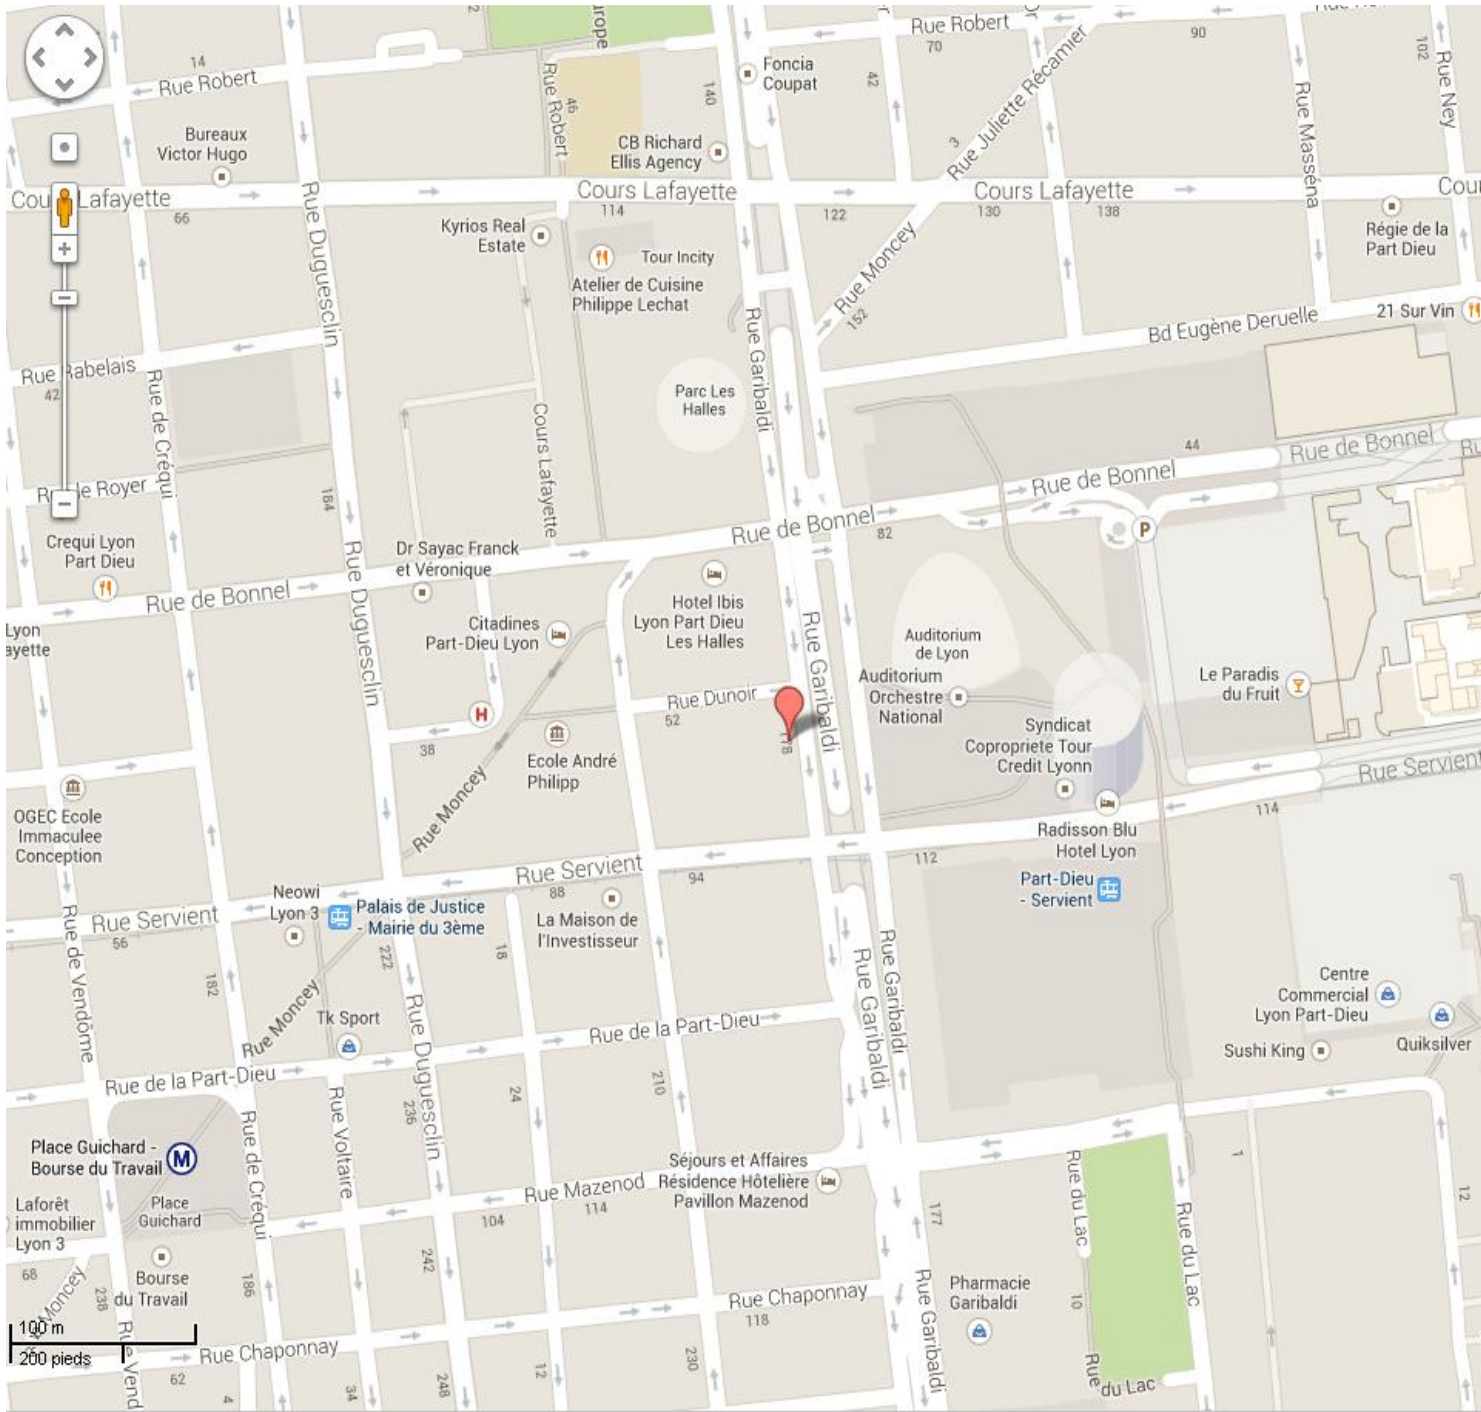 urope
Rue Robert
70
90
102
14
Rue Robert
Rue Robert
46
140
Foncia
Coupat
42
Rue Juliette Récamier
3
Rue Masséna
Rue Ney
Bureaux
Victor Hugo
CB Richard
Ellis Agency
Cou
Lafayette
66
Cours Lafayette
114
122
Cours Lafayette
130
138
Cou
Rue Duguesclin
Kyrios Real
Estate
Tour Incity
Atelier de Cuisine
Philippe Lechat
Rue Moncey
152
Régie de la
Part Dieu
21 Sur Vin
Bd Eugène Deruelle
Rue Garibaldi
Rue Rabelais
42
Rue de Créqui
Parc Les
Halles
Cours Lafayette
44
Rue de Bonnel
Rue de Bonnel
Ru
le Royer
184
Rue de Bonnel
82
P
Crequi Lyon
Part Dieu
Dr Sayac Franck
et Véronique
Rue Duguesclin
Rue de Bonnel
Hotel Ibis
Lyon Part Dieu
Les Halles
Citadines
Part-Dieu Lyon
Lyon
ayette
Rue Garibaldi
Auditorium
de Lyon
Auditorium
Orchestre
National
Le Paradis
du Fruit
Rue Dunoir
52
178
H
38
Ecole André
Philipp
Syndicat
Copropriete Tour
Credit Lyonn
Rue Servient
114
OGEC Ecole
Immaculee
Conception
Rue Moncey
Radisson Blu
Hotel Lyon
112
Rue Servient
88
94
Part-Dieu
- Servient
Neowi
Lyon 3
Palais de Justice
- Mairie du 3ème
La Maison de
l'Investisseur
Rue Servient
56
Rue de Vendôme
182
222
18
Rue Garibaldi
Rue Garibaldi
Centre
Commercial
Lyon Part-Dieu
Rue Moncey
Tk Sport
Rue Duguesclin
Rue de la Part-Dieu
Sushi King
Quiksilver
Rue de la Part-Dieu
236
24
210
Rue Voltaire
Rue de Créqui
Place Guichard -
Bourse du Travail
M
Place
Guichard
Laforêt
immobilier
Lyon 3
68
Séjours et Affaires
Résidence Hôtelière
Pavillon Mazenod
Rue Mazenod
104
114
177
Rue du Lac
1
12
Rue du Lac
Bourse
du Travail
Moncey
238
186
242
Rue Chaponnay
118
Pharmacie
Garibaldi
Rue Garibaldi
10
100 m
200 pieds
Rue Vend
Rue Chaponnay
62
4
34
248
12
230
Rue du Lac